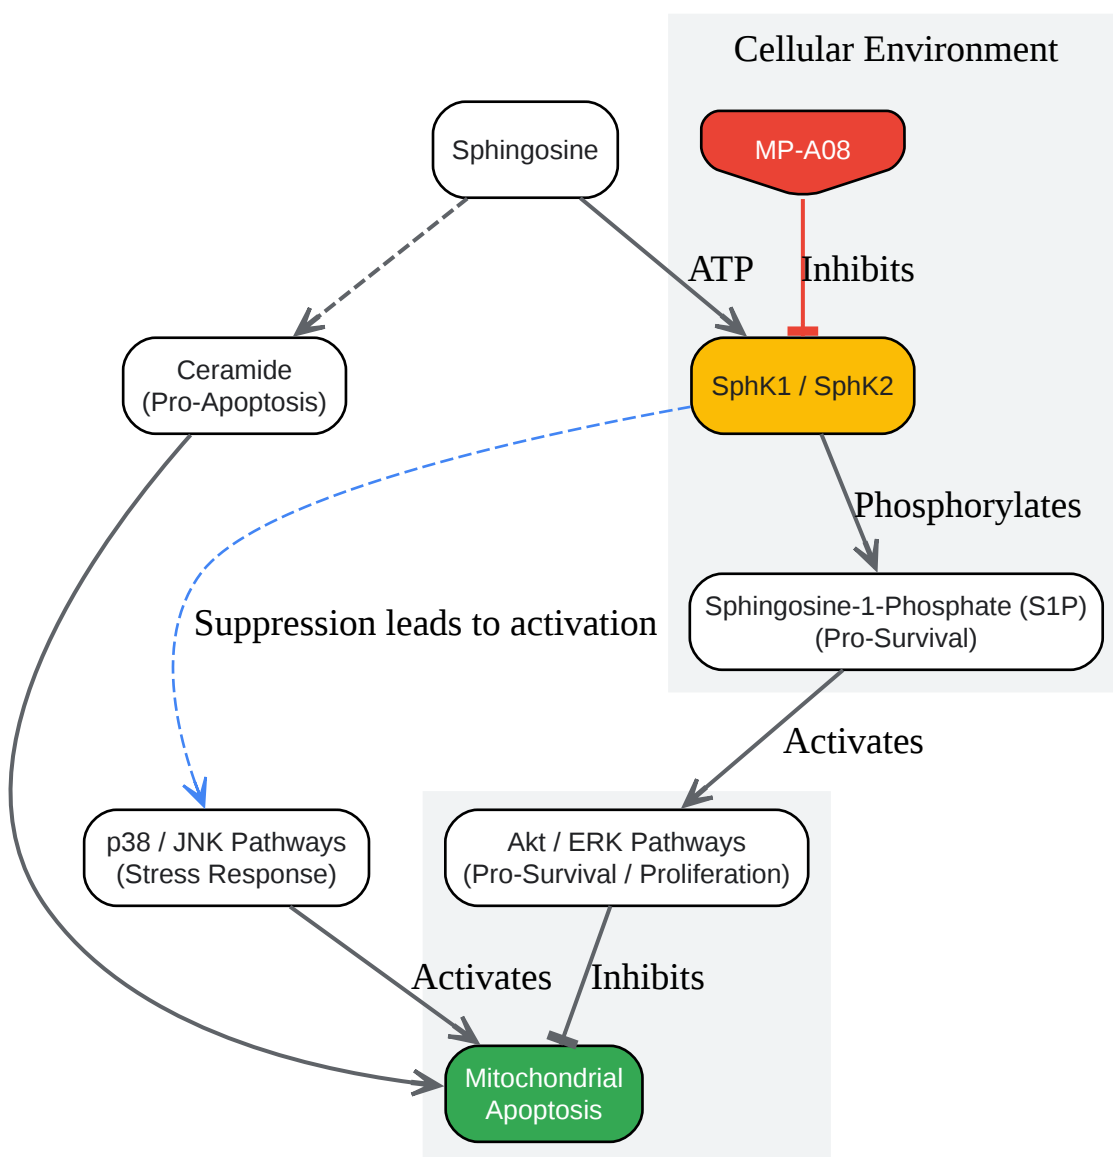 Cellular Environment
Sphingosine
MP-A08
ATP
Inhibits
Ceramide
(Pro-Apoptosis)
SphK1 / SphK2
Phosphorylates
Sphingosine-1-Phosphate (S1P)
(Pro-Survival)
Suppression leads to activation
Activates
p38 / JNK Pathways
(Stress Response)
Akt / ERK Pathways
(Pro-Survival / Proliferation)
Activates
Inhibits
Mitochondrial
Apoptosis